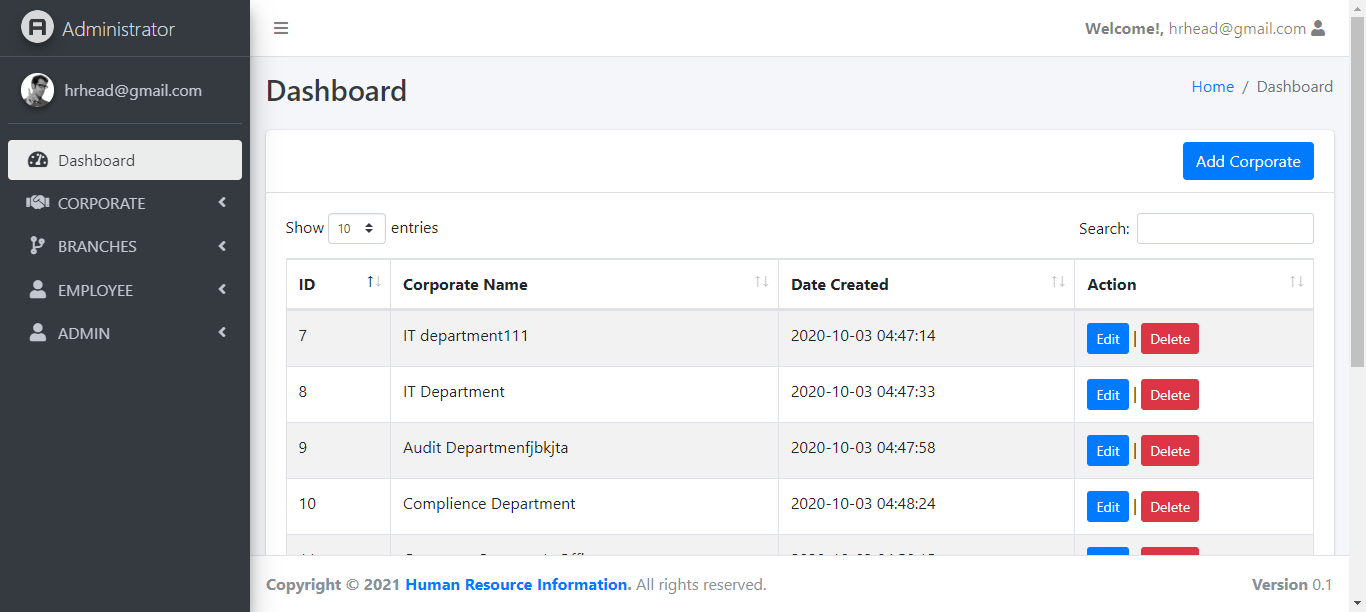 Administrator
Welcome!, hrhead@gmail.com
hrhead@gmail.com
Dashboard
Home / Dashboard
Dashboard
CORPORATE
BRANCHES
EMPLOYEE
ADMIN
Add Corporate
Show 10 entries
Search:
ID Corporate Name Date Created Action
7 IT department111 2020-10-03 04:47:14 Edit | Delete
8 IT Department 2020-10-03 04:47:33 Edit | Delete
9 Audit Departmenfjbkjta 2020-10-03 04:47:58 Edit | Delete
10 Complience Department 2020-10-03 04:48:24 Edit | Delete
Copyright © 2021 Human Resource Information. All rights reserved.
Version 0.1